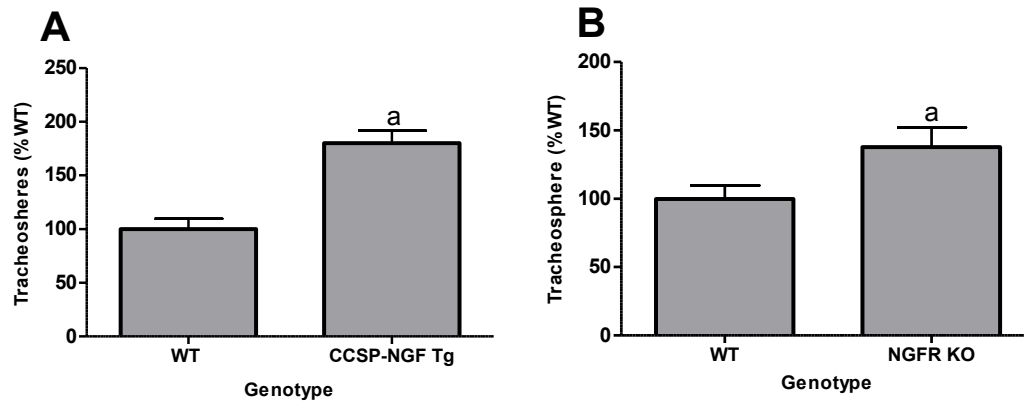 A
250
200
150
100
50
0
Tracheosheres (%WT)
a
WT
CCSP-NGF Tg
Genotype
B
200
150
100
50
0
Tracheosphere (%WT)
a
WT
NGFR KO
Genotype